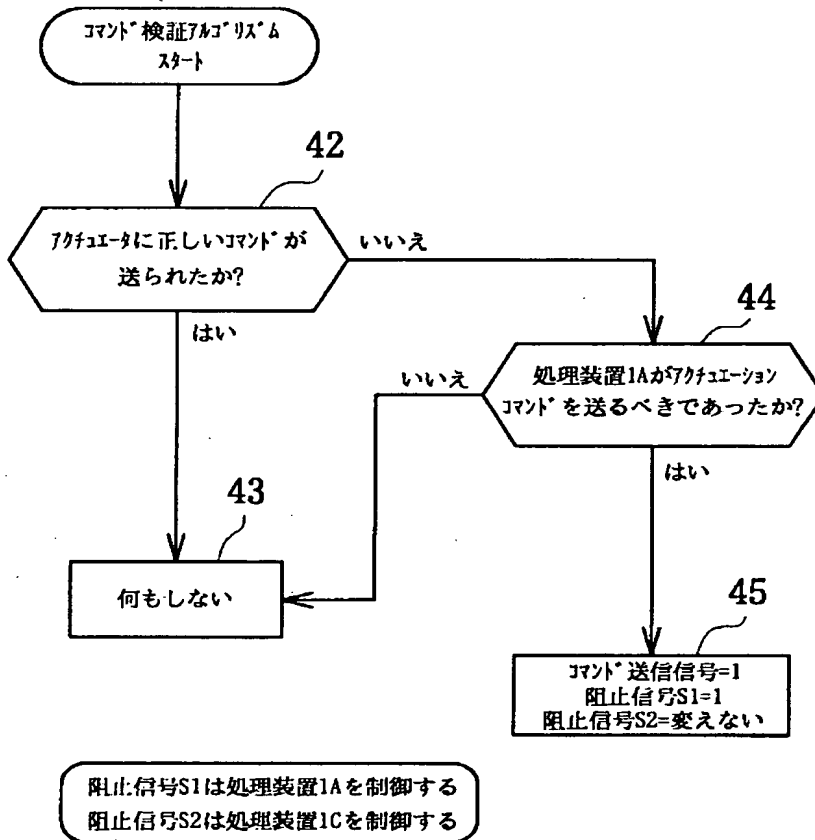 コマンド検証アルゴリズム
スタート
42
アクチュエータに正しいコマンドが
送られたか?
いいえ
はい
44
処理装置1Aがアクチュエーション
コマンドを送るべきであったか?
いいえ
はい
43
何もしない
45
コマンド送信信号=1
阻止信号S1=1
阻止信号S2=変えない
阻止信号S1は処理装置1Aを制御する
阻止信号S2は処理装置1Cを制御する